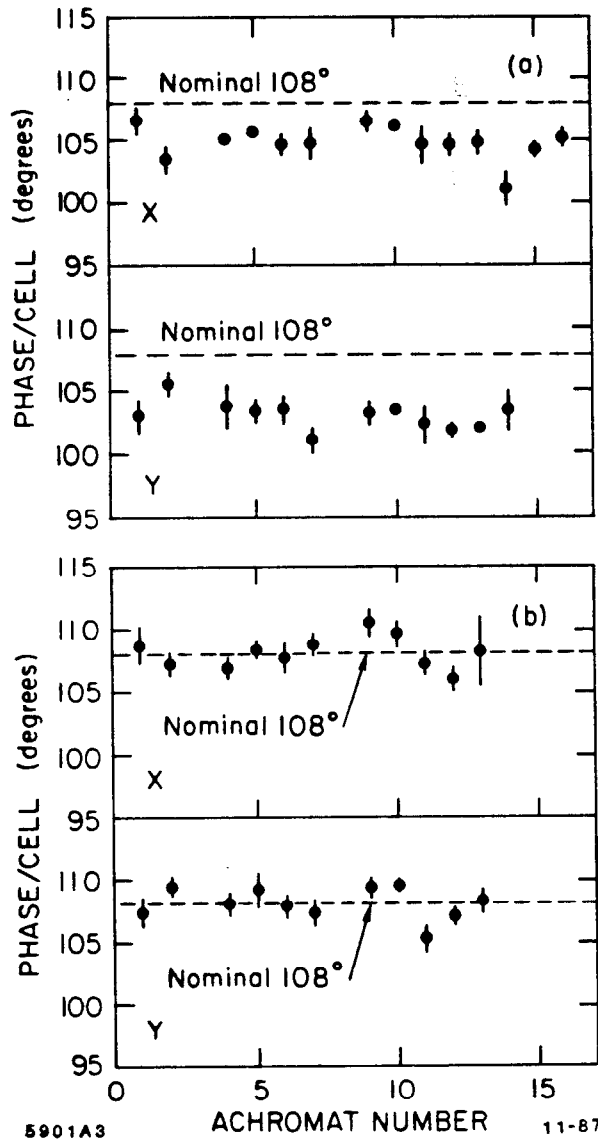 115
110
Nominal 108°
(a)
105
100
X
95
110
Nominal 108°
105
100
Y
95
PHASE/CELL (degrees)
115
(b)
110
105
Nominal 108°
100
X
95
110
105
Nominal 108°
100
Y
95
PHASE/CELL (degrees)
0 5 10 15
5901A3 ACHROMAT NUMBER 11-87